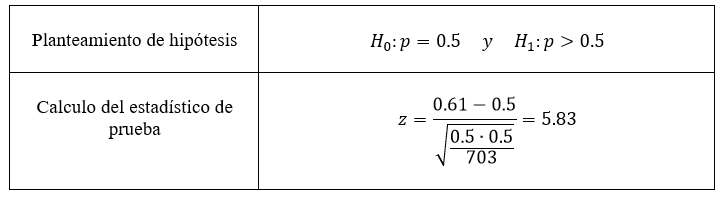 Planteamiento de hipótesis
H₀: p = 0.5 y H₁: p > 0.5
Calculo del estadístico de
prueba
z = (0.61 − 0.5) / √((0.5 · 0.5) / 703) = 5.83